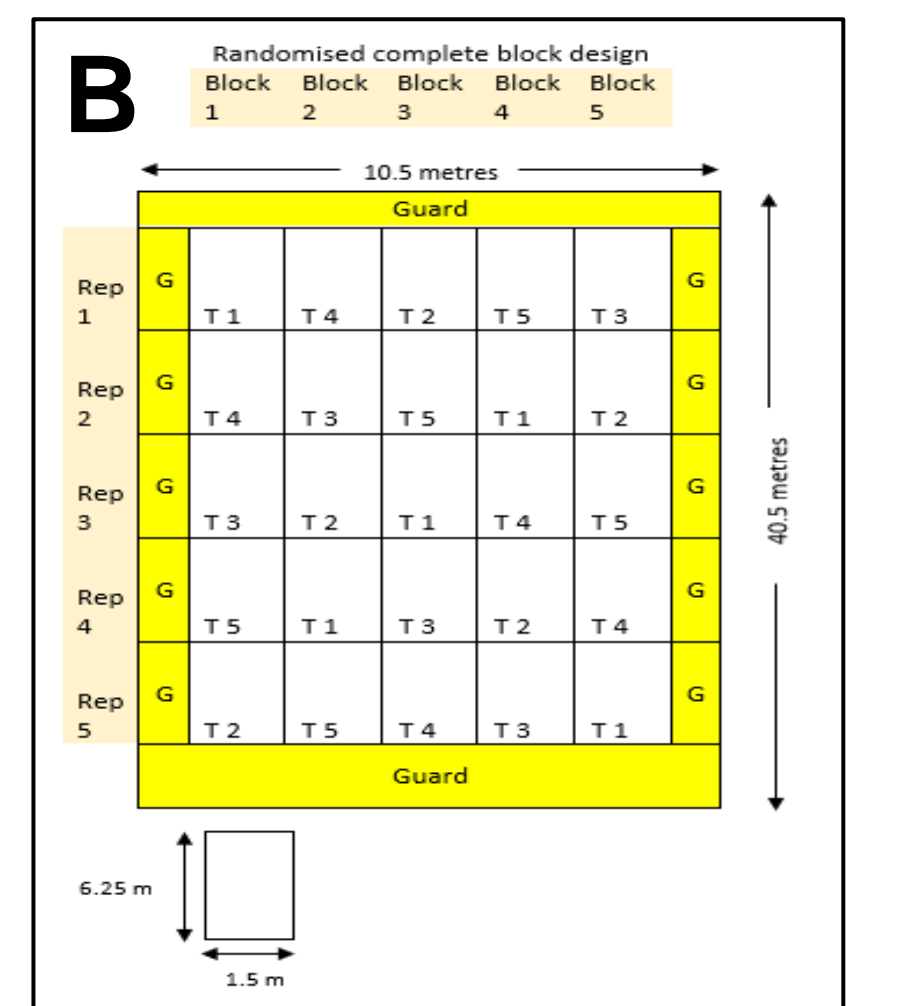 B
Randomised complete block design
Block Block Block Block Block
1 2 3 4 5
10.5 metres
Guard
Rep 1 G G
T 1 T 4 T 2 T 5 T 3
Rep 2 G G
T 4 T 3 T 5 T 1 T 2
Rep 3 G G
T 3 T 2 T 1 T 4 T 5
Rep 4 G G
T 5 T 1 T 3 T 2 T 4
Rep 5 G G
T 2 T 5 T 4 T 3 T 1
Guard
40.5 metres
6.25 m
1.5 m